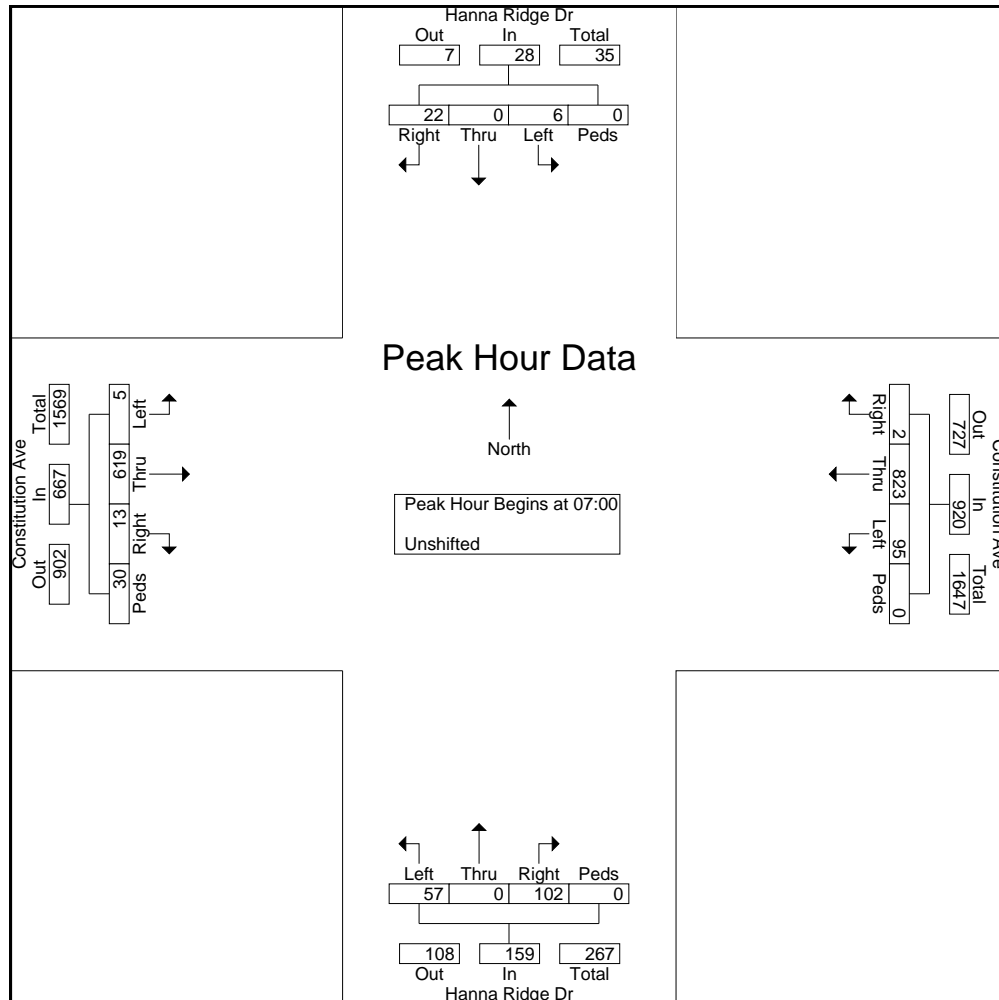 Hanna Ridge Dr
Out In Total
7 28 35
22 0 6 0
Right Thru Left Peds
Peak Hour Data
North
Peak Hour Begins at 07:00
Unshifted
Constitution Ave
Total In Out
1569 667 902
5 619 13 30
Left Thru Right Peds
Right Thru Left Peds
2 823 95 0
727 920 1647
Out In Total
Constitution Ave
Left Thru Right Peds
57 0 102 0
108 159 267
Out In Total
Hanna Ridge Dr